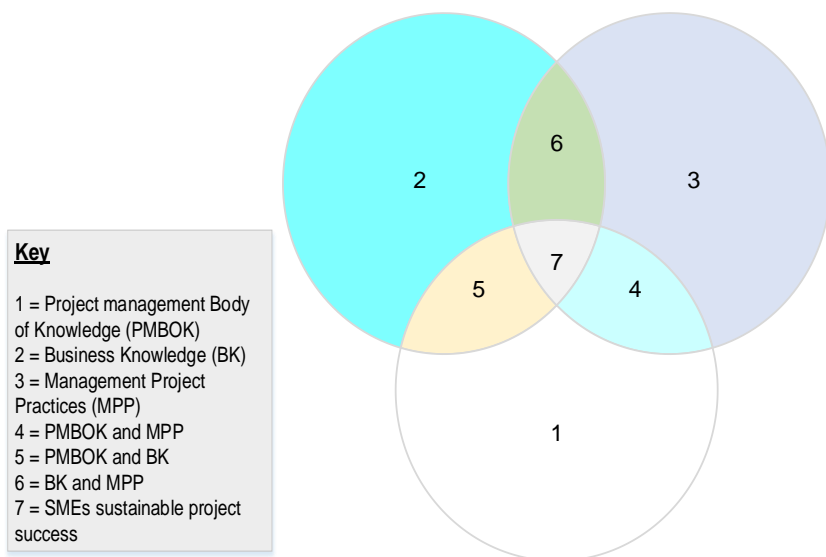 6
2
3
7
5
4
1
Key
1 = Project management Body
of Knowledge (PMBOK)
2 = Business Knowledge (BK)
3 = Management Project
Practices (MPP)
4 = PMBOK and MPP
5 = PMBOK and BK
6 = BK and MPP
7 = SMEs sustainable project
success